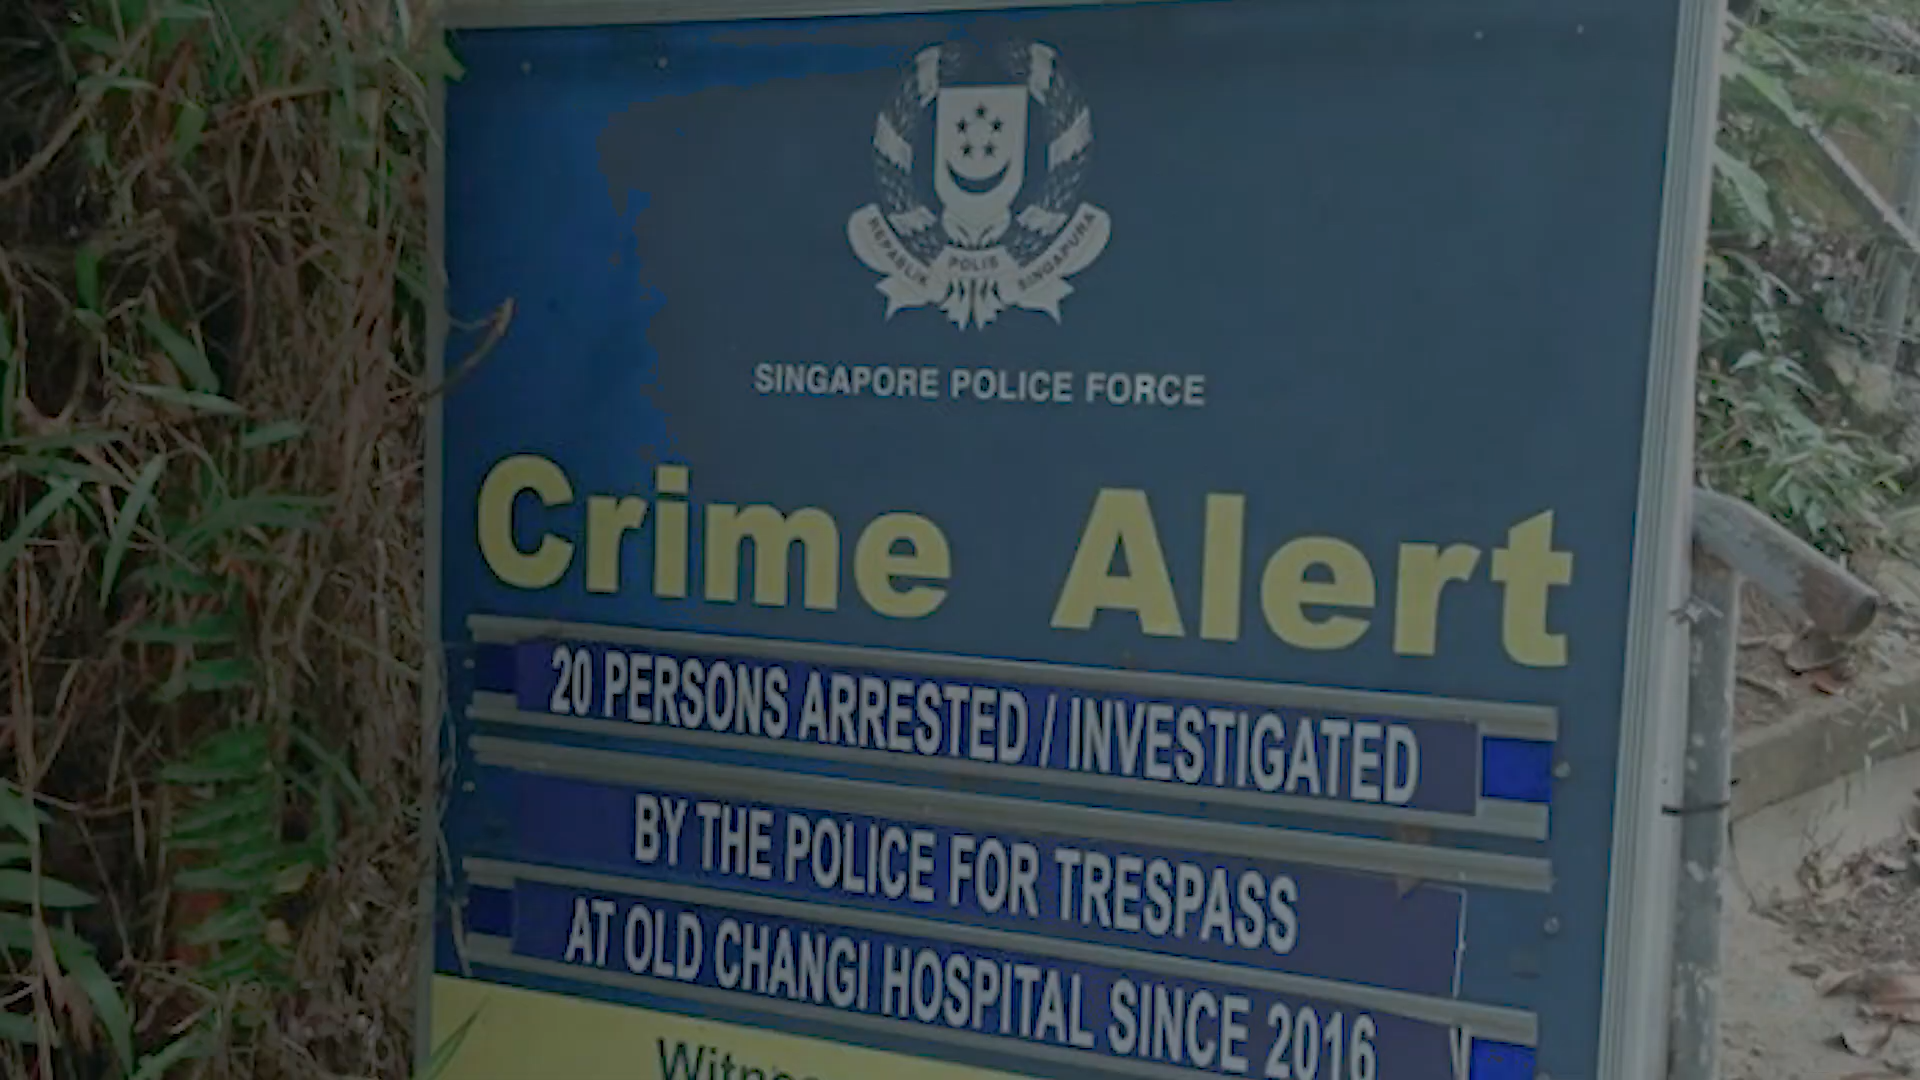 REPABLIK POLIS SINGAPURA
SINGAPORE POLICE FORCE
Crime Alert
20 PERSONS ARRESTED / INVESTIGATED
BY THE POLICE FOR TRESPASS
AT OLD CHANGI HOSPITAL SINCE 2016